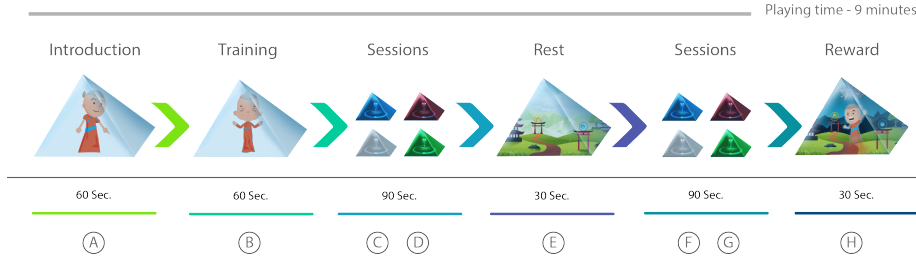 Playing time - 9 minutes
Introduction Training Sessions Rest Sessions Reward
60 Sec. 60 Sec. 90 Sec. 30 Sec. 90 Sec. 30 Sec.
A B C D E F G H